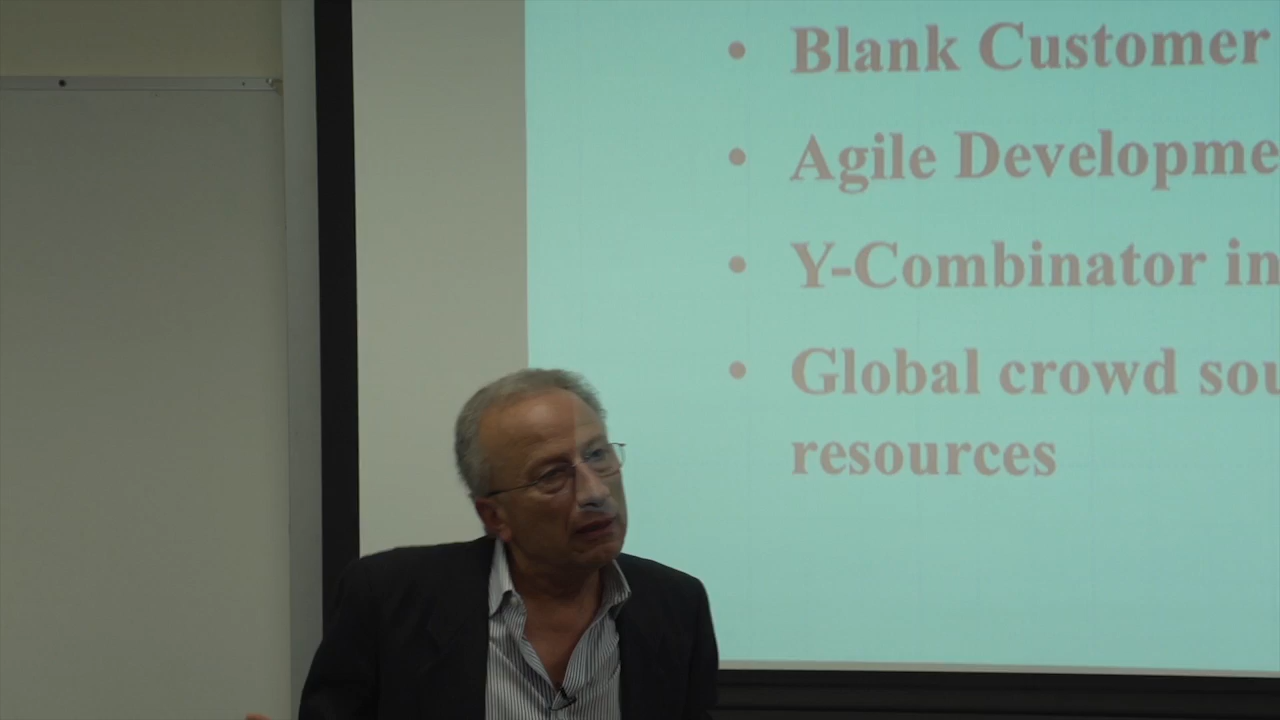 • Blank Customer
• Agile Developme
• Y-Combinator in
• Global crowd sou
resources